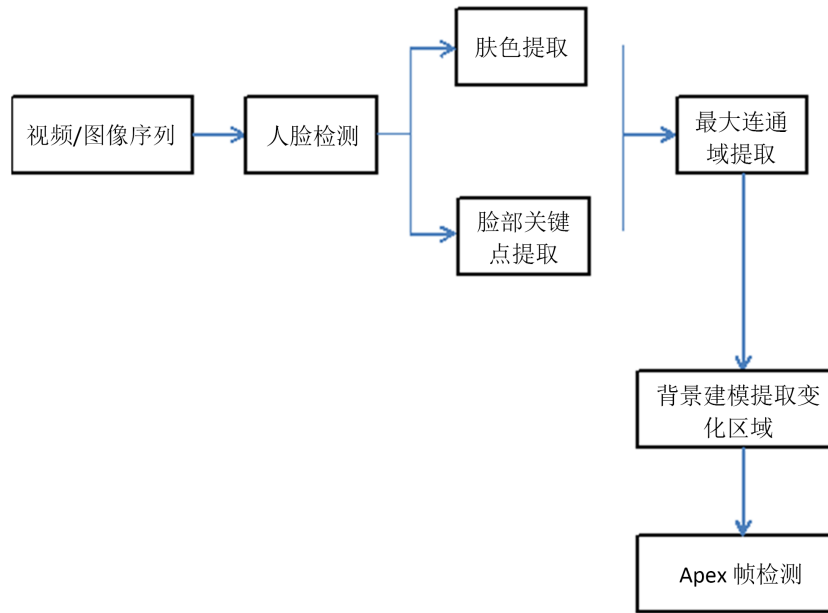 肤色提取
视频/图像序列
人脸检测
最大连通
域提取
脸部关键
点提取
背景建模提取变
化区域
Apex 帧检测